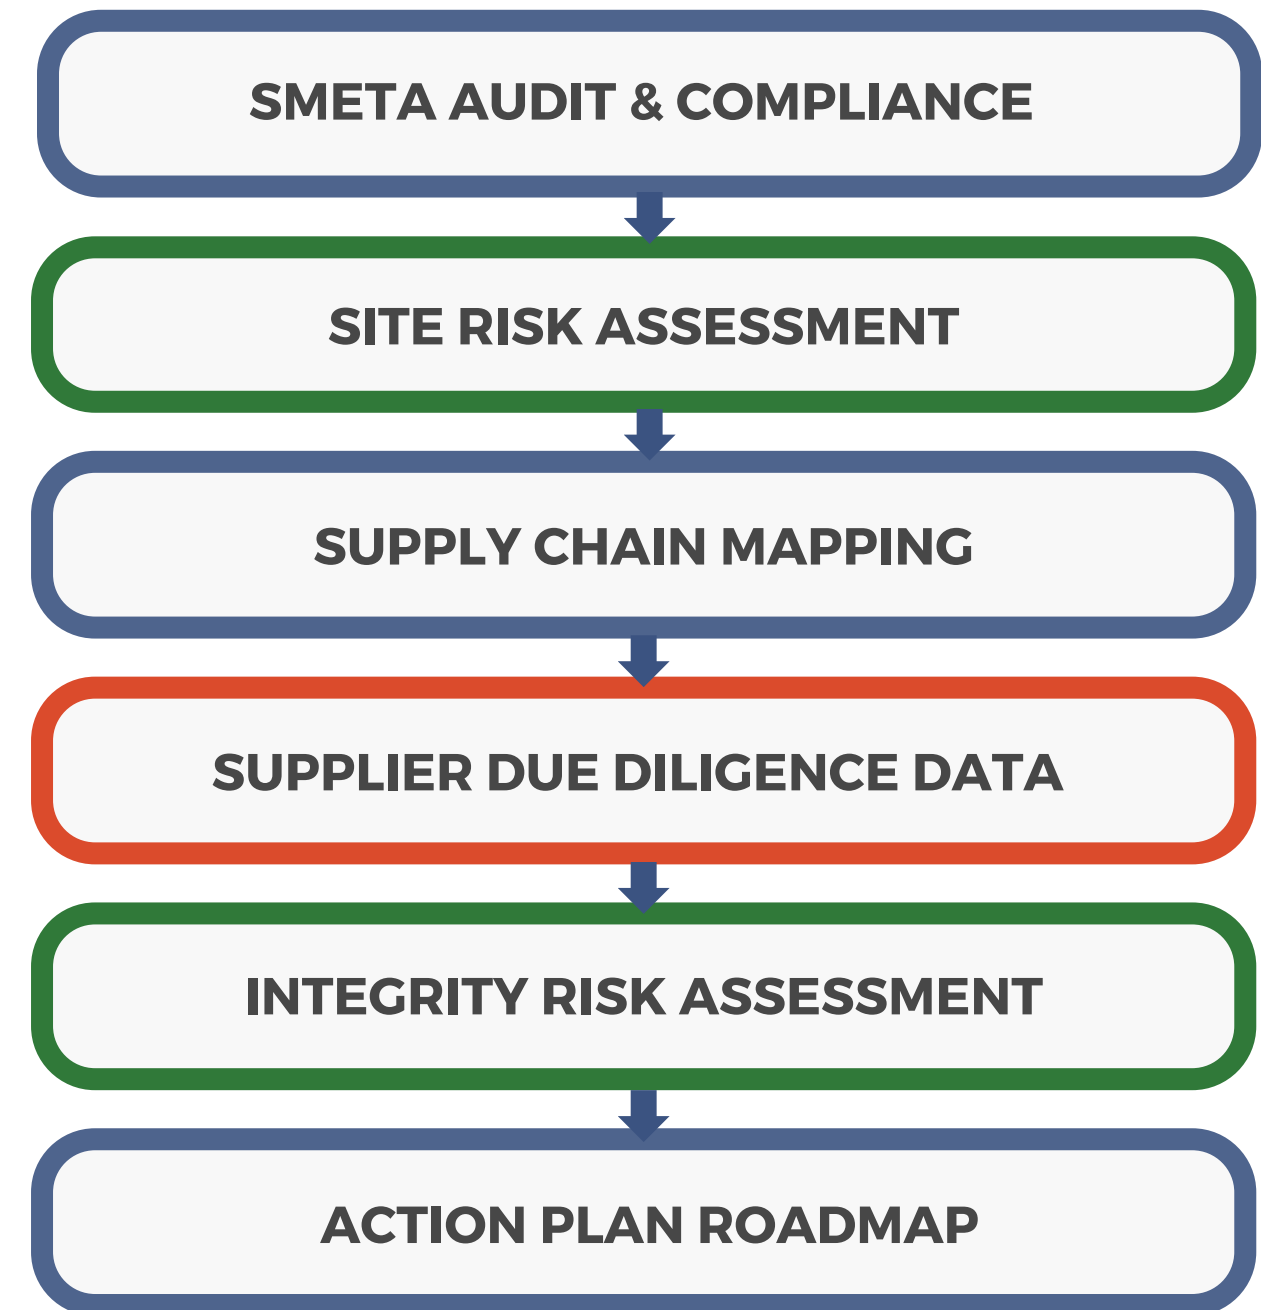 SMETA AUDIT & COMPLIANCE
SITE RISK ASSESSMENT
SUPPLY CHAIN MAPPING
SUPPLIER DUE DILIGENCE DATA
INTEGRITY RISK ASSESSMENT
ACTION PLAN ROADMAP